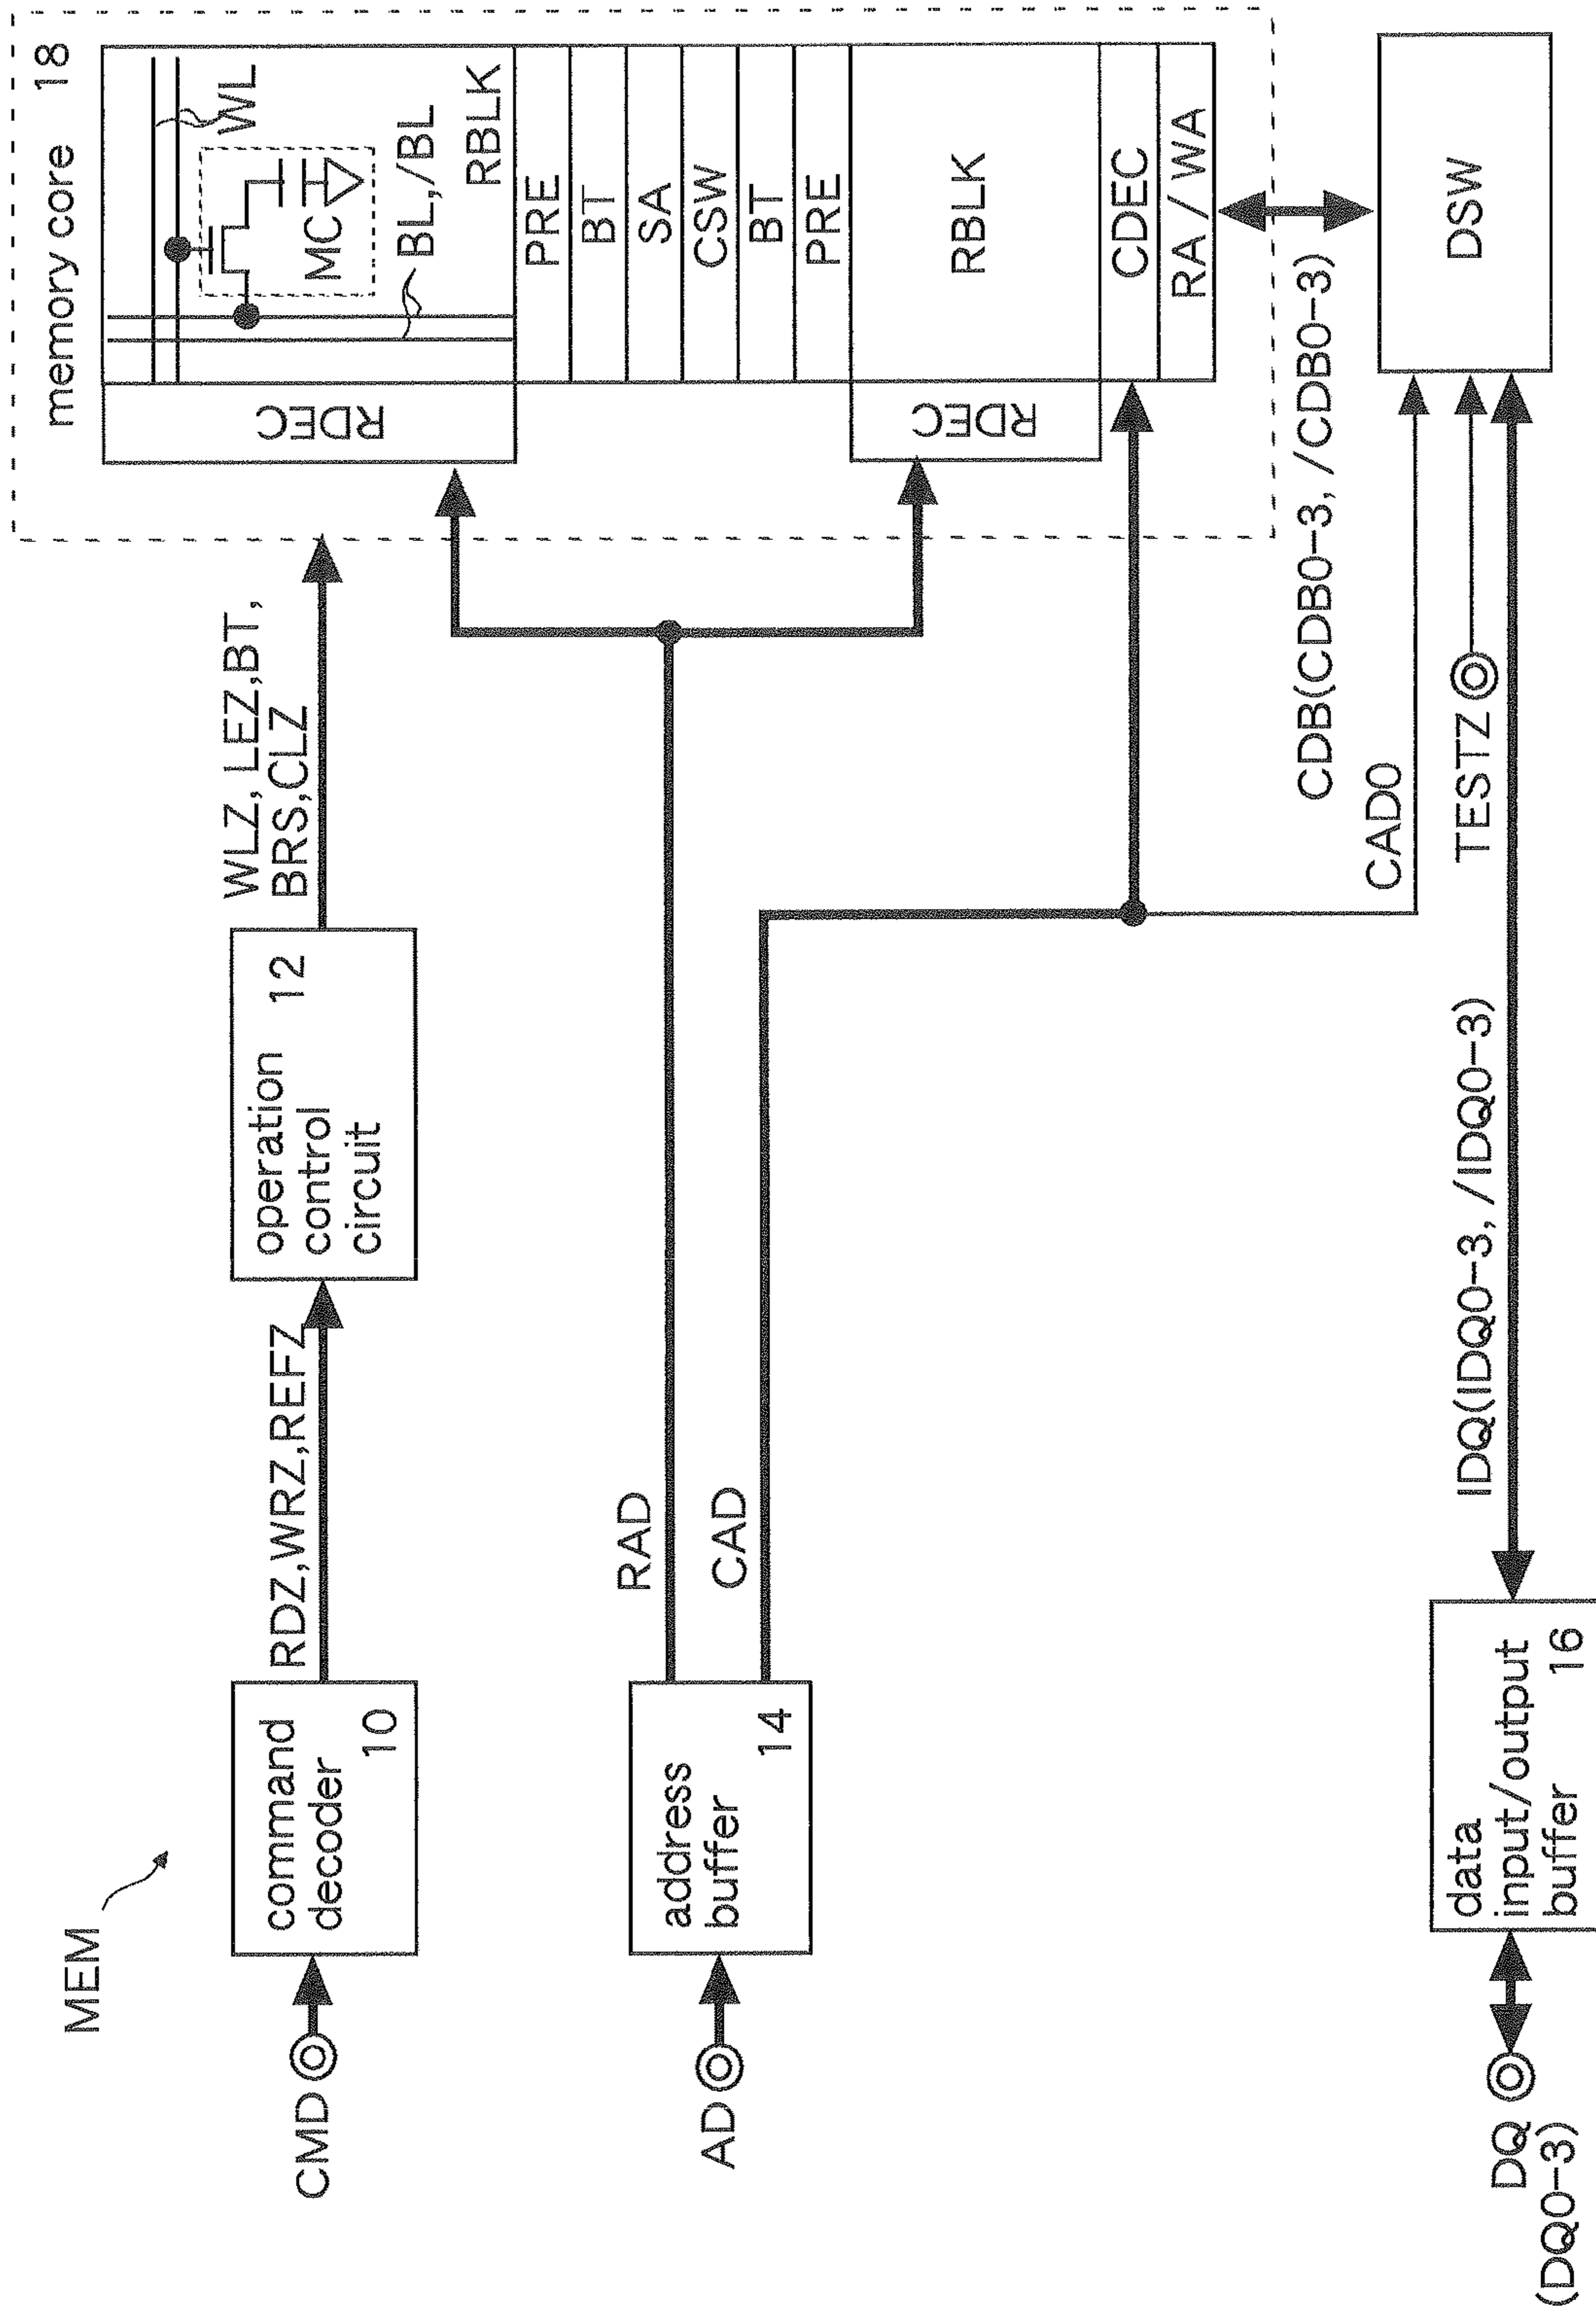 MEM
CMD
command
decoder
10
RDZ,WRZ,REFZ
operation
control
circuit
12
WLZ, LEZ,BT,
BRS,CLZ
memory core 18
WL
MC
BL,/BL
RBLK
RDEC
PRE
BT
SA
CSW
BT
PRE
RBLK
RDEC
CDEC
RA / WA
AD
address
buffer
14
RAD
CAD
CDB(CDB0-3, /CDB0-3)
CAD0
TESTZ
DSW
IDQ(IDQ0-3, /IDQ0-3)
data
input/output
buffer 16
DQ
(DQ0-3)